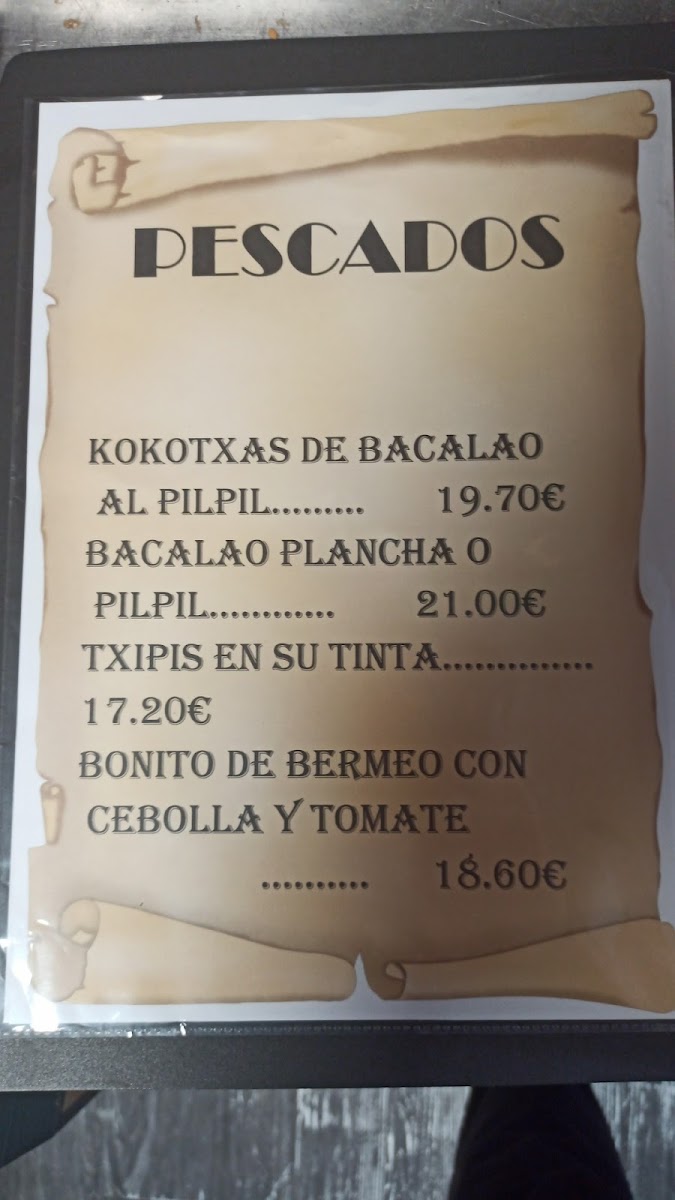 PESCADOS
KOKOTXAS DE BACALAO
AL PILPIL......... 19.70€
BACALAO PLANCHA O
PILPIL............ 21.00€
TXIPIS EN SU TINTA..............
17.20€
BONITO DE BERMEO CON
CEBOLLA Y TOMATE
.......... 18.60€